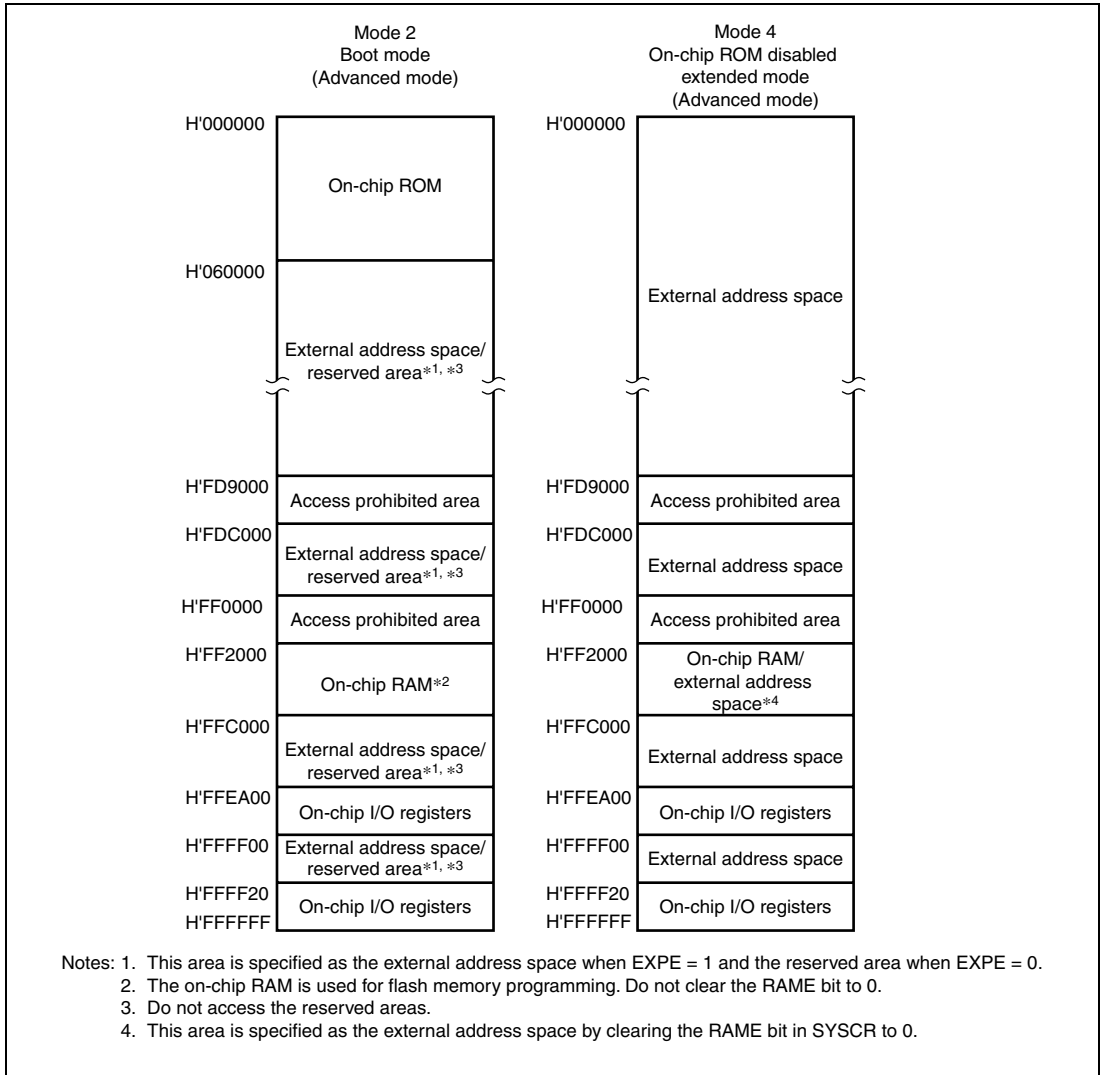 Mode 2
Boot mode
(Advanced mode)
H'000000
On-chip ROM
H'060000
External address space/
reserved area*1, *3
H'FD9000
Access prohibited area
H'FDC000
External address space/
reserved area*1, *3
H'FF0000
Access prohibited area
H'FF2000
On-chip RAM*2
H'FFC000
External address space/
reserved area*1, *3
H'FFEA00
On-chip I/O registers
H'FFFF00
External address space/
reserved area*1, *3
H'FFFF20
On-chip I/O registers
H'FFFFFF
Mode 4
On-chip ROM disabled
extended mode
(Advanced mode)
H'000000
External address space
H'FD9000
Access prohibited area
H'FDC000
External address space
H'FF0000
Access prohibited area
H'FF2000
On-chip RAM/
external address
space*4
H'FFC000
External address space
H'FFEA00
On-chip I/O registers
H'FFFF00
External address space
H'FFFF20
On-chip I/O registers
H'FFFFFF
Notes: 1. This area is specified as the external address space when EXPE = 1 and the reserved area when EXPE = 0.
2. The on-chip RAM is used for flash memory programming. Do not clear the RAME bit to 0.
3. Do not access the reserved areas.
4. This area is specified as the external address space by clearing the RAME bit in SYSCR to 0.